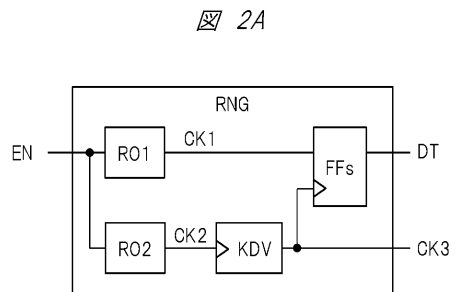 図 2A
RNG
EN
RO1
CK1
FFs
DT
RO2
CK2
KDV
CK3